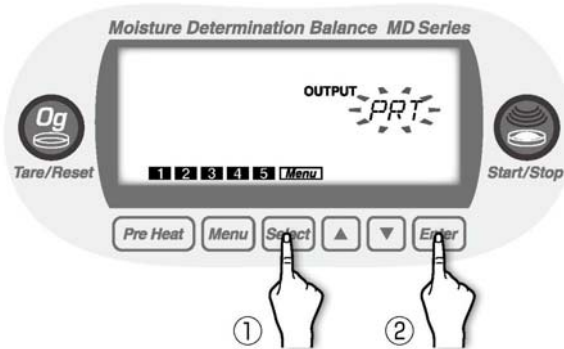 Moisture Determination Balance MD Series
OUTPUT PRT
0g
Tare/Reset
Start/Stop
1 2 3 4 5 Menu
Pre Heat Menu Select ▲ ▼ Enter
① ②